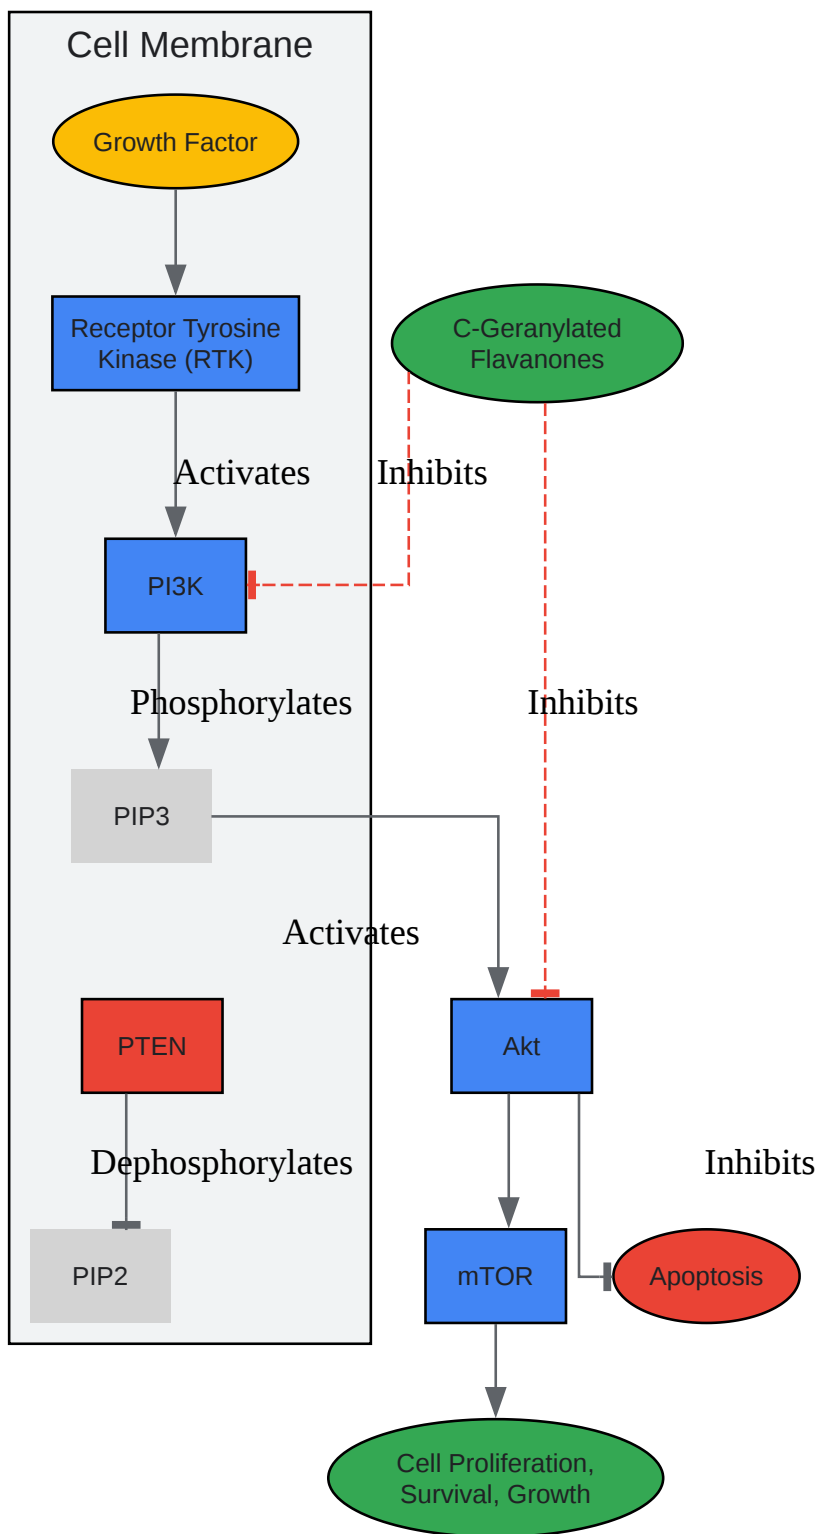 Cell Membrane
Growth Factor
Receptor Tyrosine
Kinase (RTK)
C-Geranylated
Flavanones
Activates
Inhibits
PI3K
Phosphorylates
Inhibits
PIP3
Activates
PTEN
Akt
Dephosphorylates
Inhibits
PIP2
mTOR
Apoptosis
Cell Proliferation,
Survival, Growth